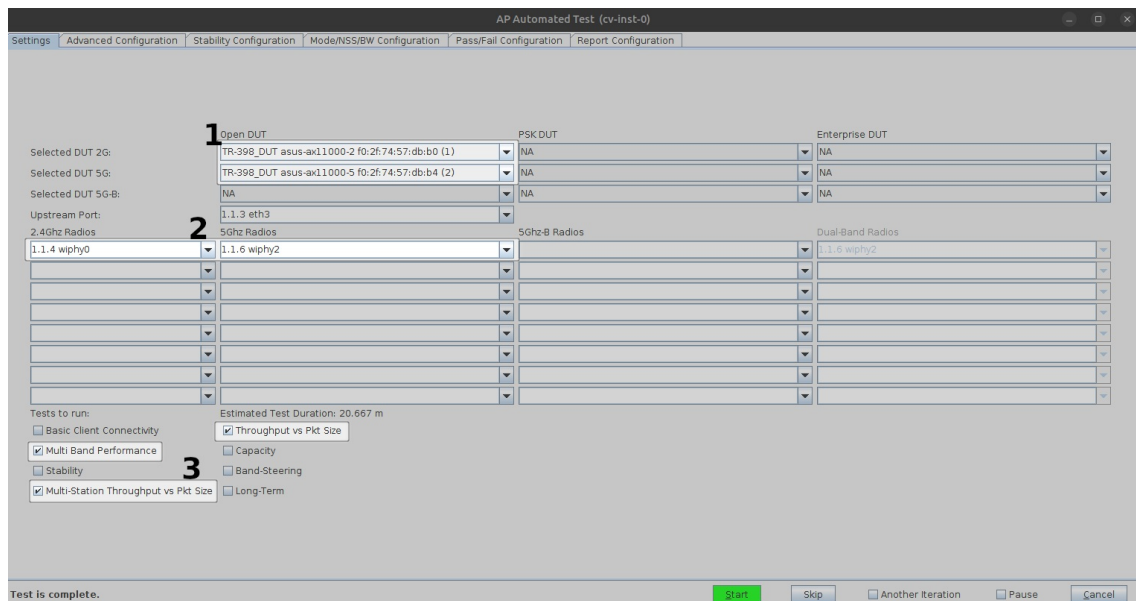 AP Automated Test (cv-inst-0)
Settings Advanced Configuration Stability Configuration Mode/NSS/BW Configuration Pass/Fail Configuration Report Configuration
1 Open DUT PSK DUT Enterprise DUT
Selected DUT 2G: TR-398_DUT asus-ax11000-2 f0:2f:74:57:db:b0 (1) NA NA
Selected DUT 5G: TR-398_DUT asus-ax11000-5 f0:2f:74:57:db:b4 (2) NA NA
Selected DUT 5G-B: NA NA NA
Upstream Port: 1.1.3 eth3
2.4Ghz Radios 2 5Ghz Radios 5Ghz-B Radios Dual-Band Radios
1.1.4 wiphy0 1.1.6 wiphy2 1.1.6 wiphy2
Tests to run: Estimated Test Duration: 20.667 m
Basic Client Connectivity Throughput vs Pkt Size
Multi Band Performance Capacity
Stability 3 Band-Steering
Multi-Station Throughput vs Pkt Size Long-Term
Test is complete. Start Skip Another Iteration Pause Cancel